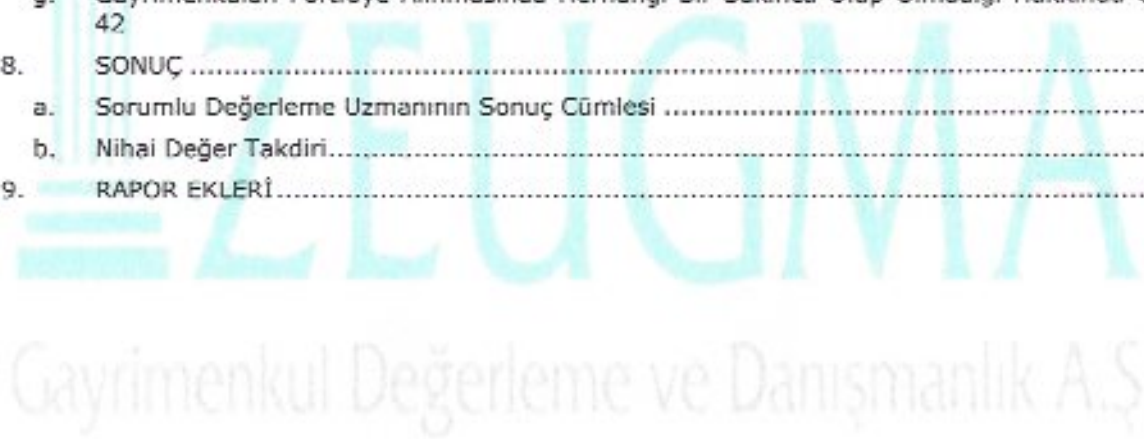 42
8. SONUÇ ........................................................................
a. Sorumlu Değerleme Uzmanının Sonuç Cümlesi ........................................................................
b. Nihai Değer Takdiri........................................................................
9. RAPOR EKLERİ........................................................................
ZEUGMA
Gayrimenkul Değerleme ve Danışmanlık A.Ş